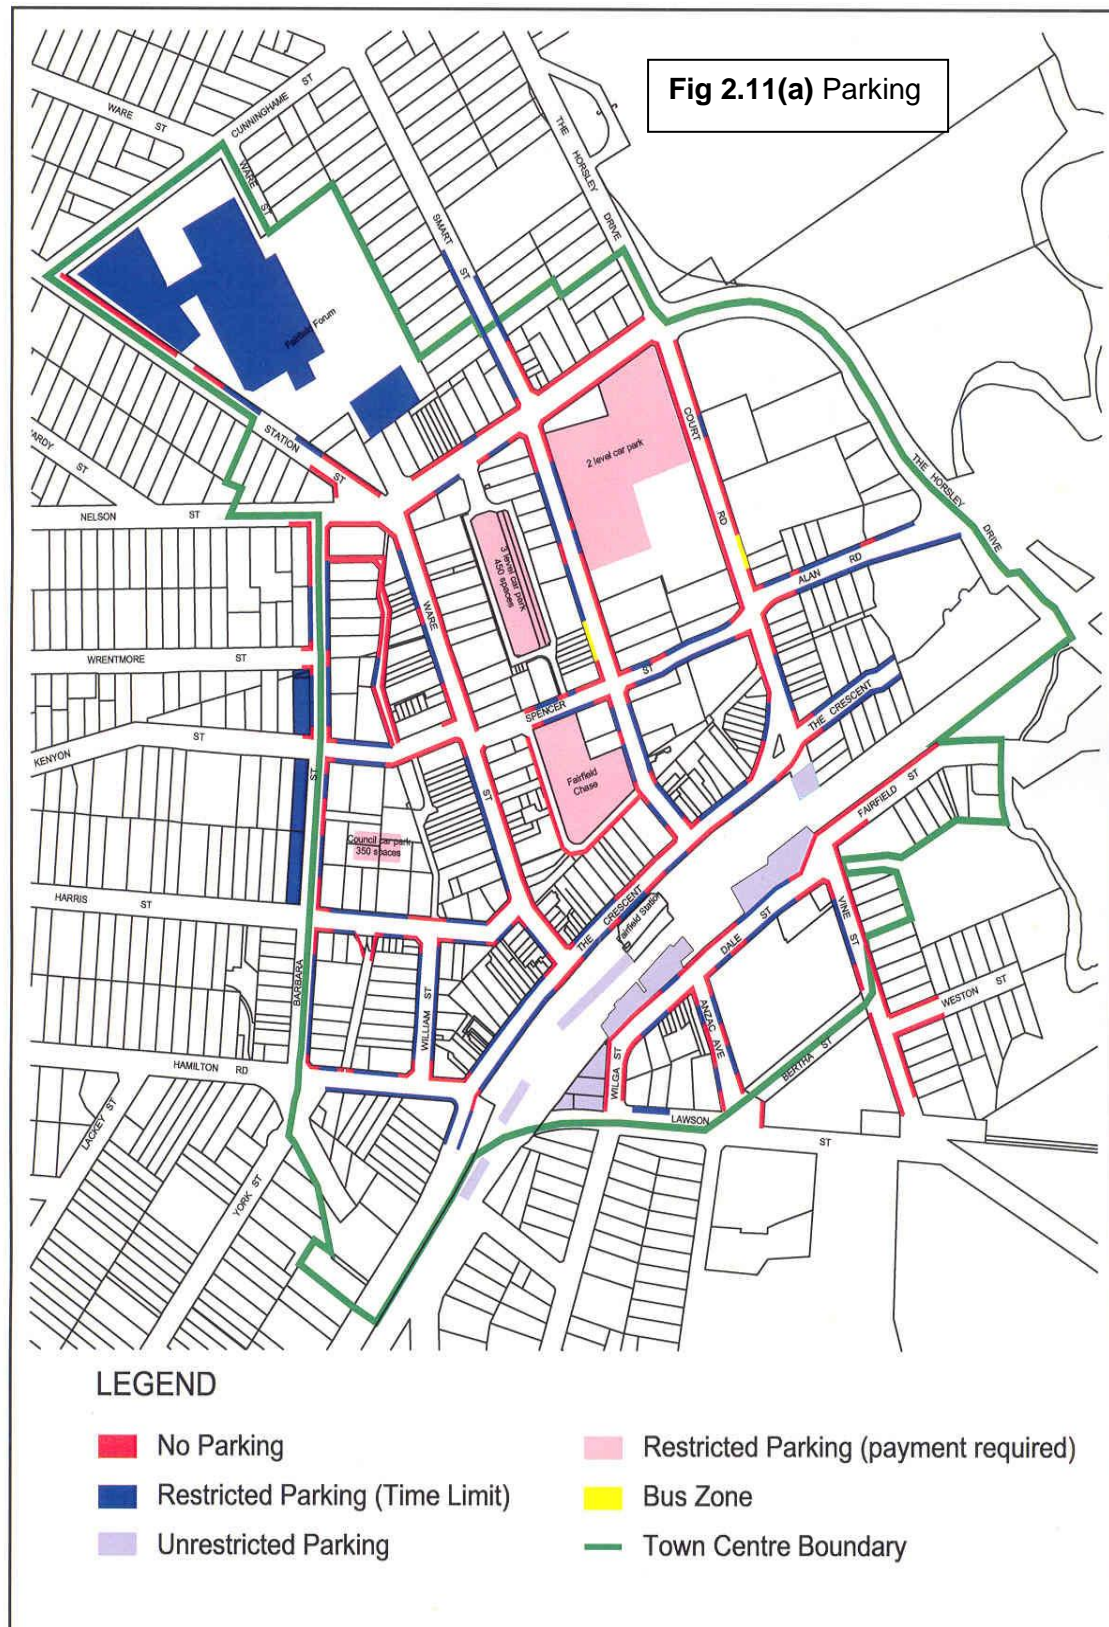 Fig 2.11(a) Parking
WARE ST
CUNNINGHAME ST
WARE ST
THE HORSLEY DRIVE
SMART ST
Fairfield Forum
STATION ST
ARDY ST
NELSON ST
2 level car park
COURT RD
THE HORSLEY DRIVE
3 level car park
450 spaces
ALAN RD
WARE ST
WRENTMORE ST
SPENCER ST
THE CRESCENT
KENYON ST
ST
Fairfield
Chase
FAIRFIELD ST
Council car park
350 spaces
HARRIS ST
THE CRESCENT
Fairfield Station
DALE ST
VINE ST
BARBARA
WILLIAM ST
ANZAC AVE
WESTON ST
HAMILTON RD
WILGA ST
BERTHA ST
LACKEY ST
LAWSON ST
YORK ST
LEGEND
No Parking
Restricted Parking (Time Limit)
Unrestricted Parking
Restricted Parking (payment required)
Bus Zone
Town Centre Boundary